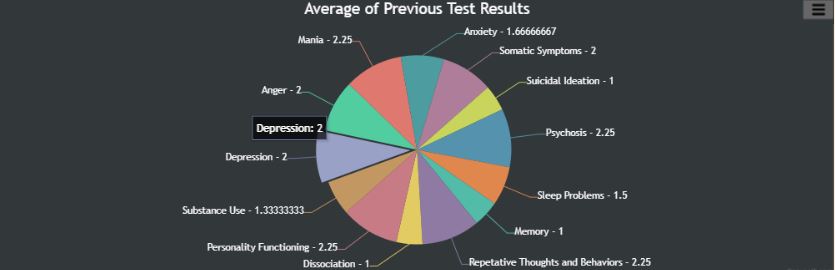 Average of Previous Test Results
Anxiety - 1.66666667
Somatic Symptoms - 2
Suicidal Ideation - 1
Psychosis - 2.25
Sleep Problems - 1.5
Memory - 1
Repetative Thoughts and Behaviors - 2.25
Dissociation - 1
Personality Functioning - 2.25
Substance Use - 1.33333333
Depression - 2
Depression: 2
Anger - 2
Mania - 2.25